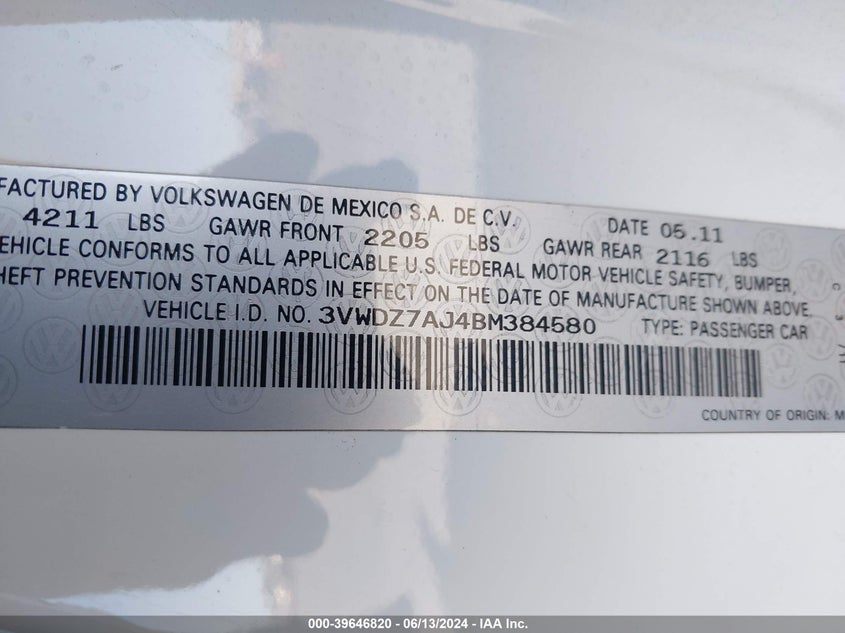 FACTURED BY VOLKSWAGEN DE MEXICO S.A. DE C.V. DATE 05.11
4211 LBS GAWR FRONT 2205 LBS GAWR REAR 2116 LBS
VEHICLE CONFORMS TO ALL APPLICABLE U.S. FEDERAL MOTOR VEHICLE SAFETY, BUMPER,
HEFT PREVENTION STANDARDS IN EFFECT ON THE DATE OF MANUFACTURE SHOWN ABOVE.
VEHICLE I.D. NO. 3VWDZ7AJ4BM384580 TYPE: PASSENGER CAR
COUNTRY OF ORIGIN: M
000-39646820 - 06/13/2024 - IAA Inc.